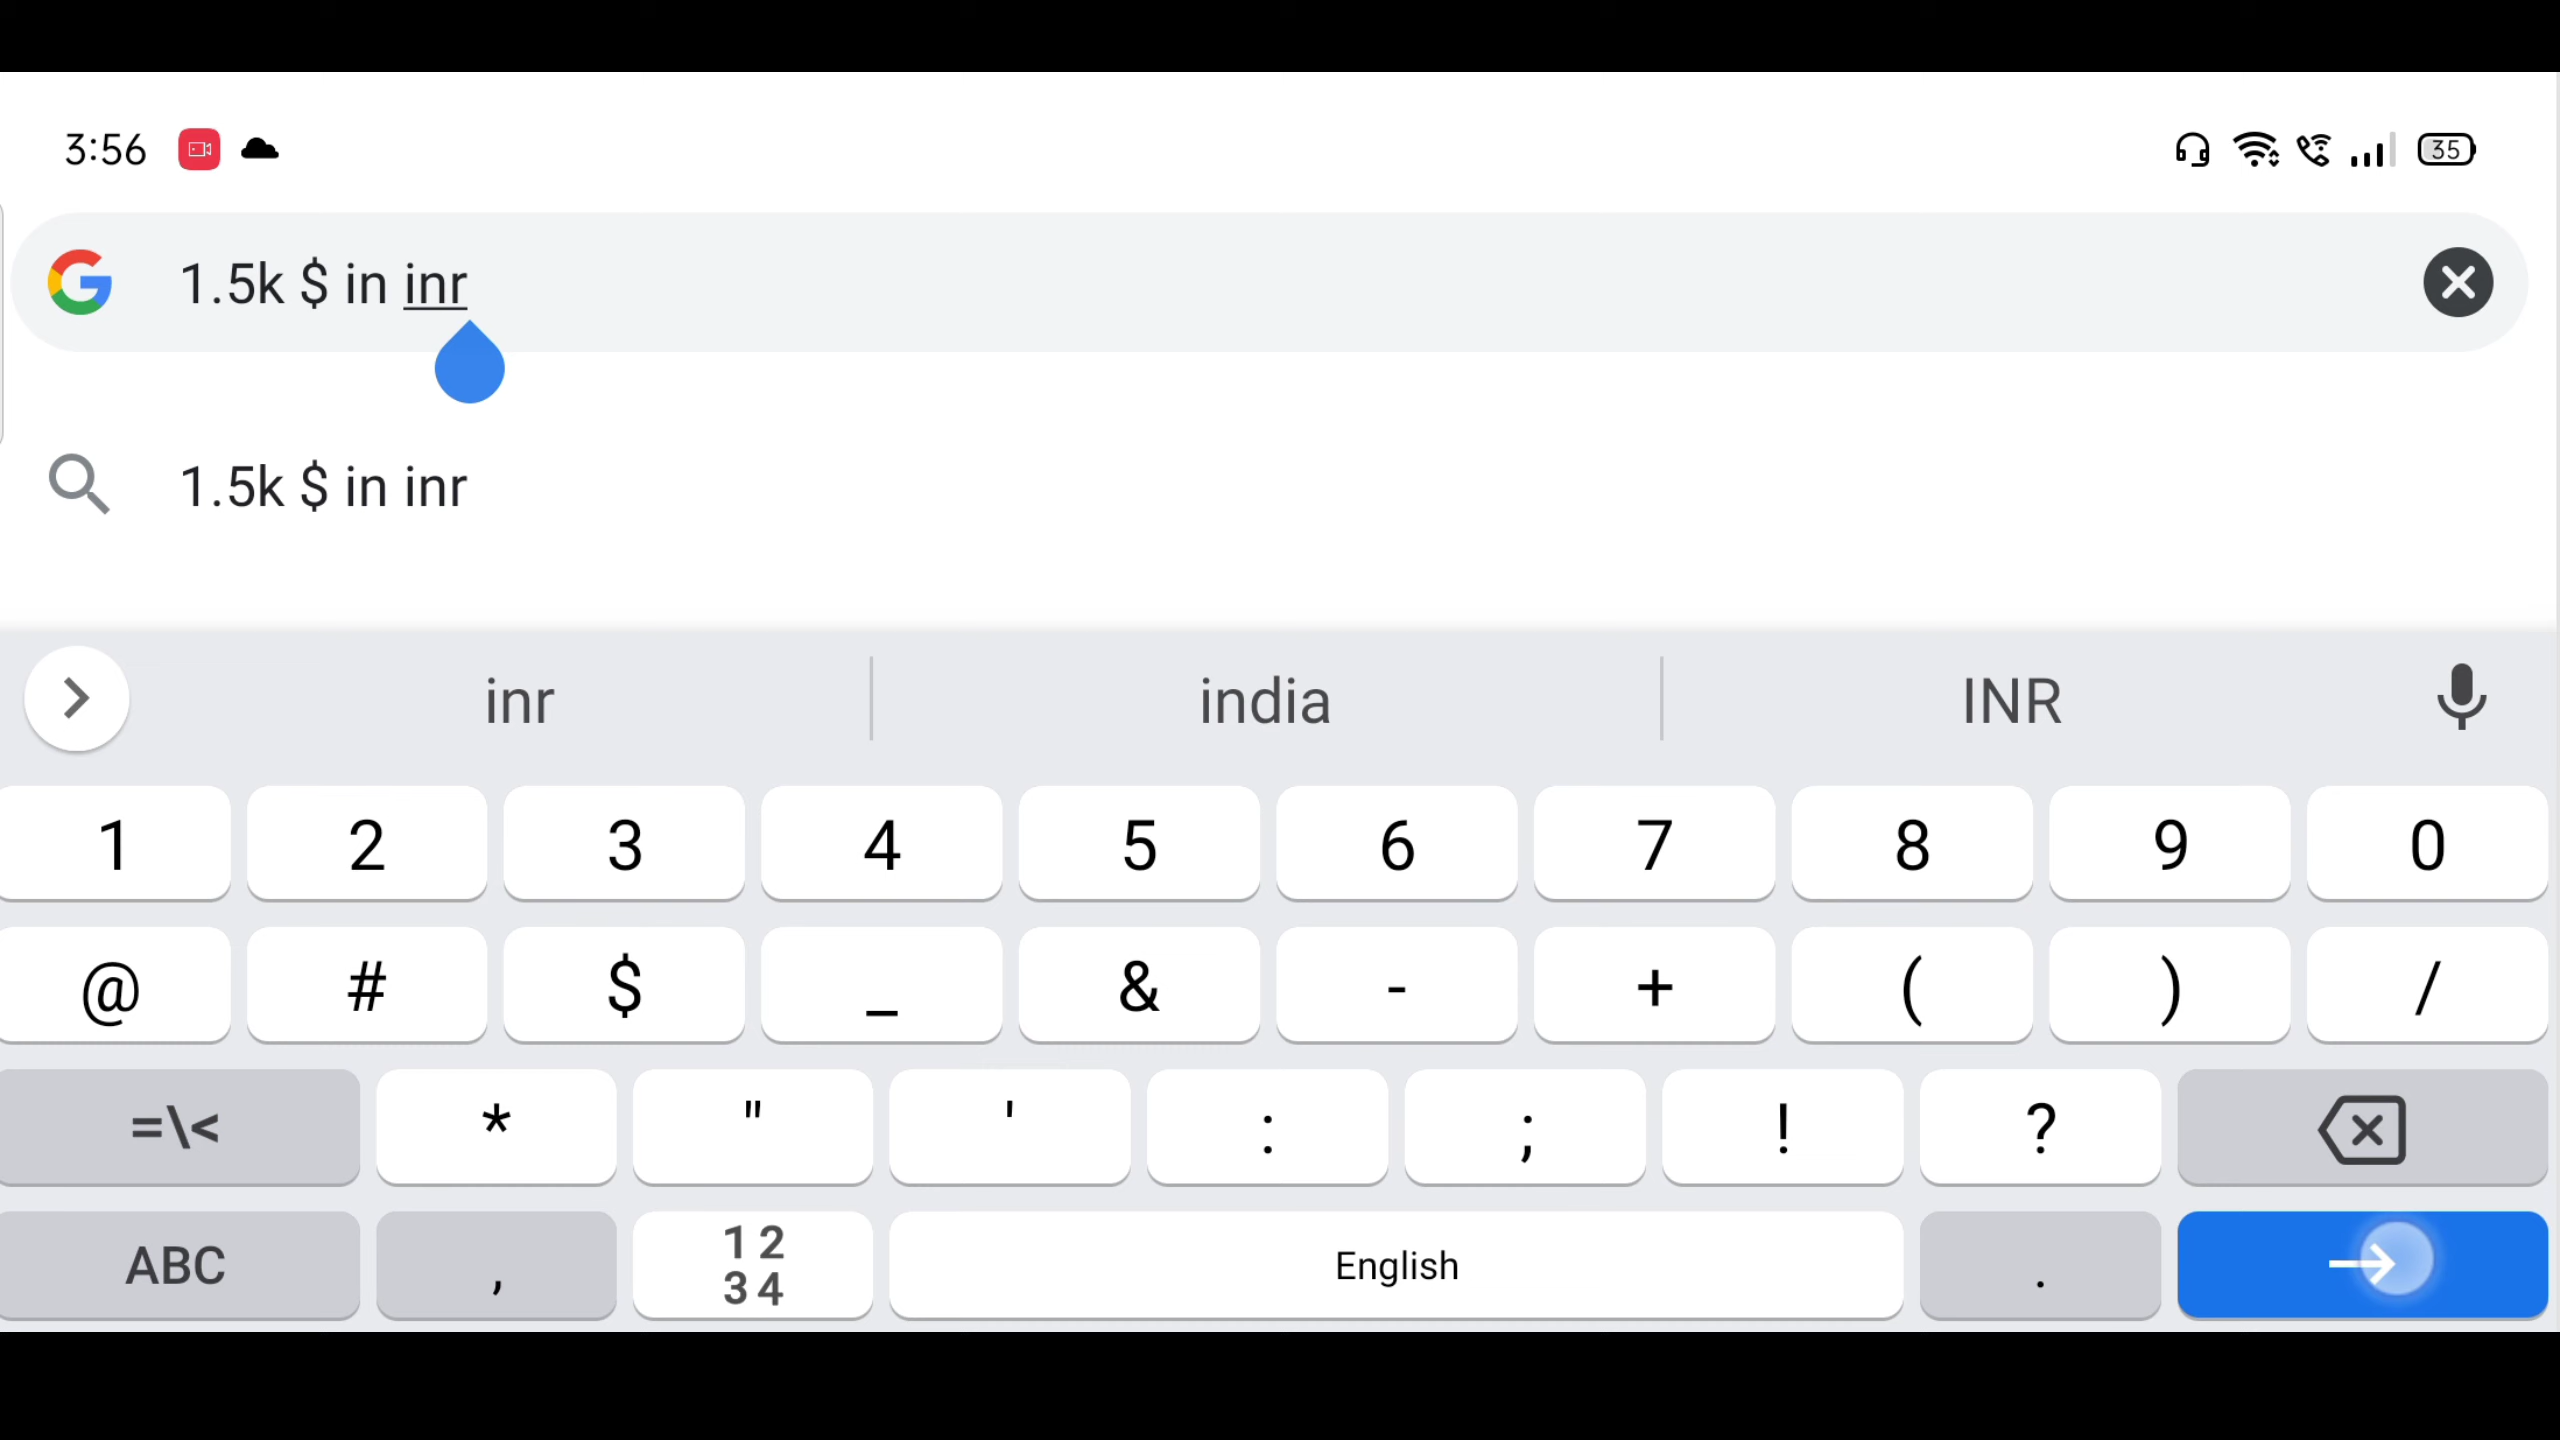 3:56 35
1.5k $ in inr
1.5k $ in inr
inr india INR
1 2 3 4 5 6 7 8 9 0
@ # $ _ & - + ( ) /
=\< * " ' : ; ! ?
ABC , 1 2 3 4 English .